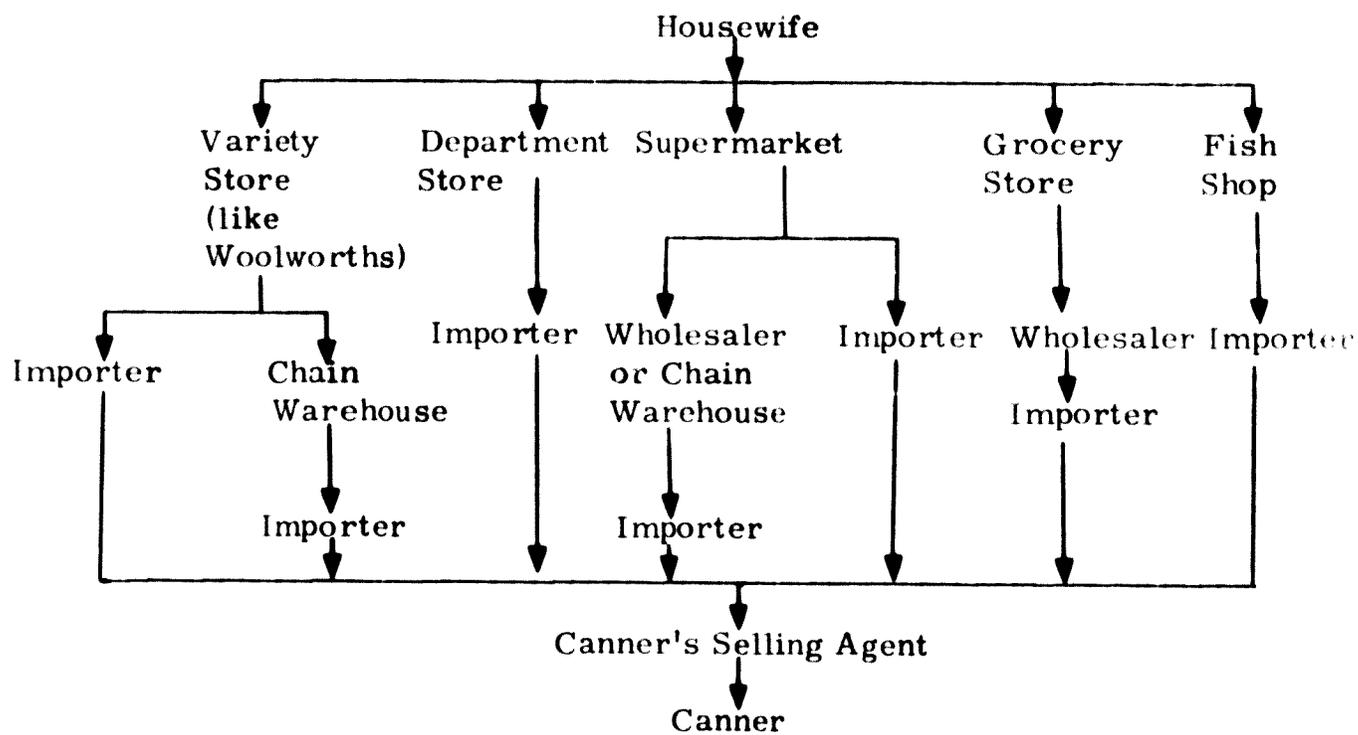 Housewife
Variety
Store
(like
Woolworths)
Department
Store
Supermarket
Grocery
Store
Fish
Shop
Importer
Chain
Warehouse
Importer
Importer
Wholesaler
or Chain
Warehouse
Importer
Importer
Wholesaler
Importer
Importer
Canner's Selling Agent
Canner